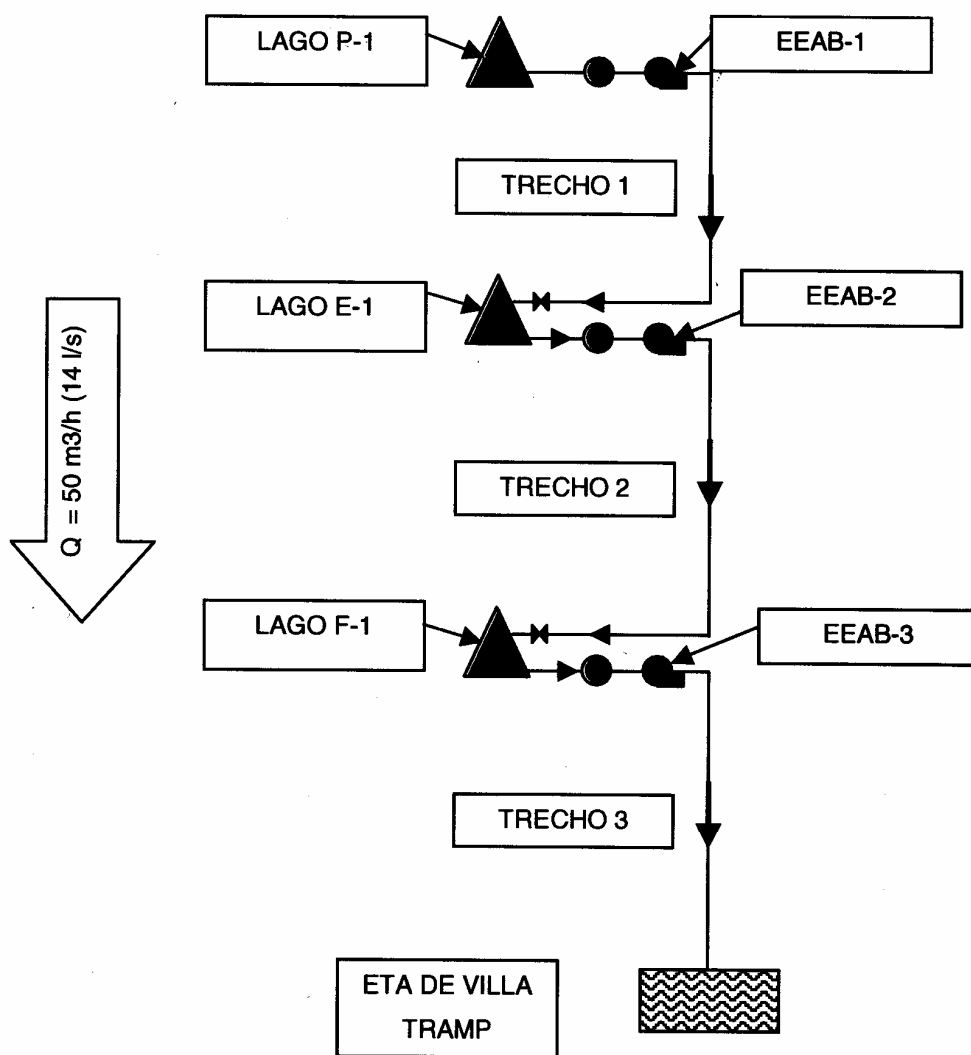 LAGO P-1
EEAB-1
TRECHO 1
LAGO E-1
EEAB-2
Q = 50 m3/h (14 l/s)
TRECHO 2
LAGO F-1
EEAB-3
TRECHO 3
ETA DE VILLA
TRAMP